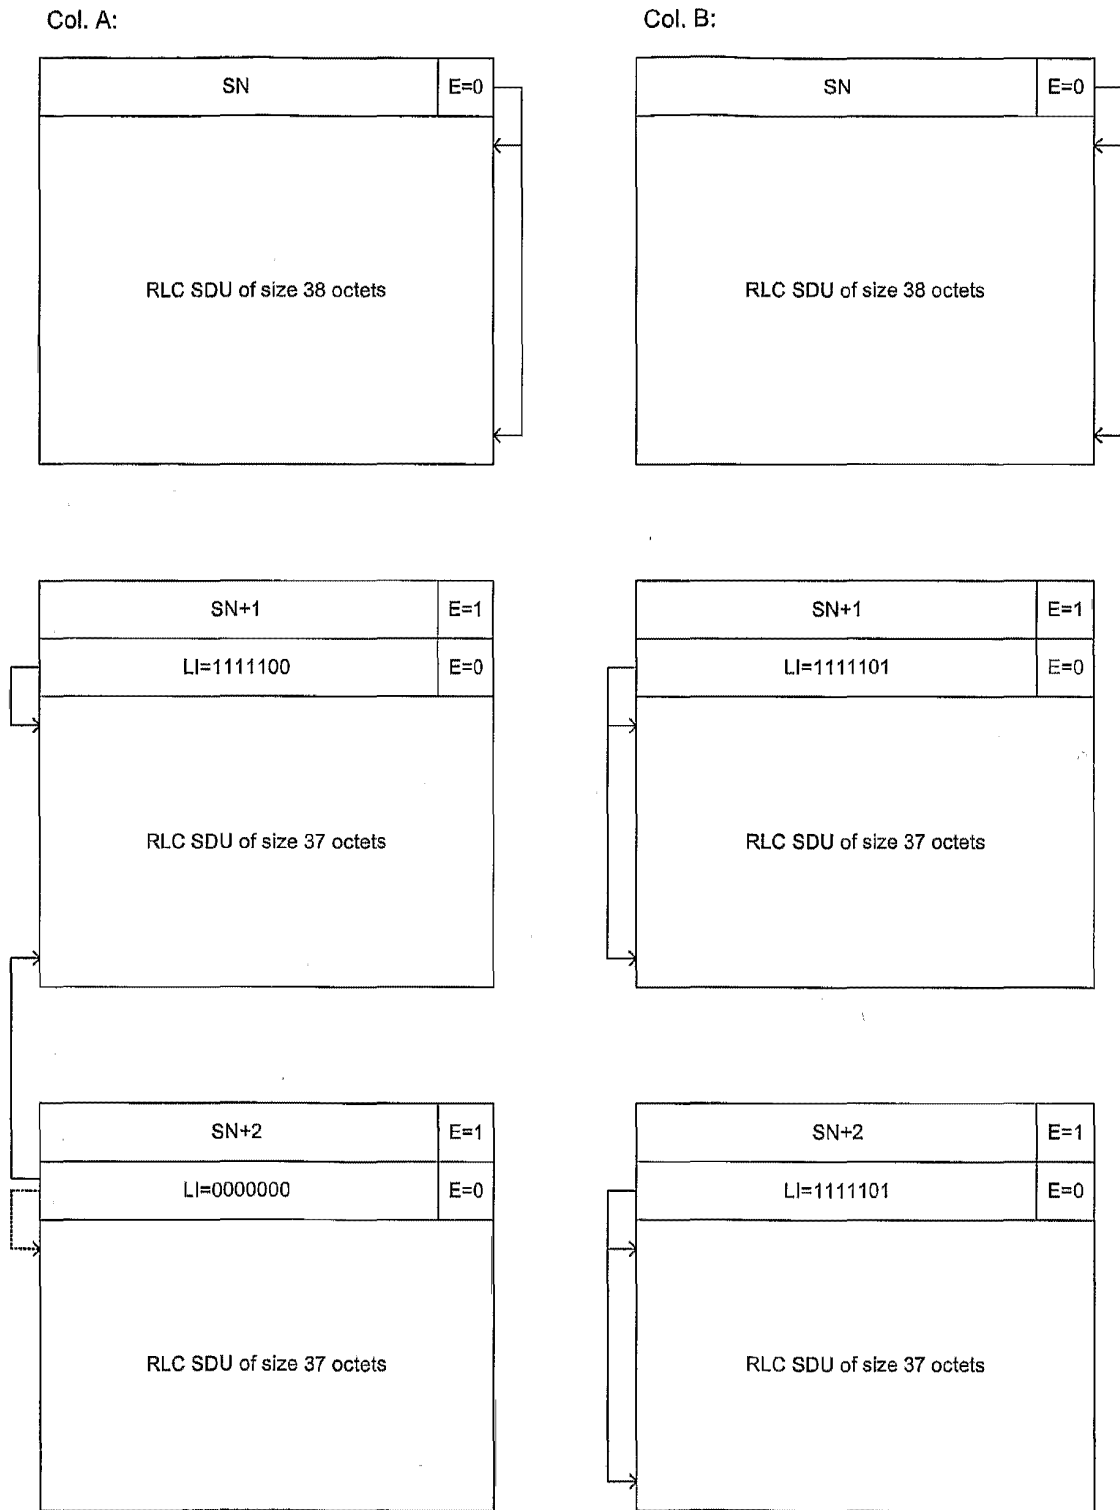 Col. A:
SN
E=0
RLC SDU of size 38 octets
SN+1
E=1
LI=1111100
E=0
RLC SDU of size 37 octets
SN+2
E=1
LI=0000000
E=0
RLC SDU of size 37 octets
Col. B:
SN
E=0
RLC SDU of size 38 octets
SN+1
E=1
LI=1111101
E=0
RLC SDU of size 37 octets
SN+2
E=1
LI=1111101
E=0
RLC SDU of size 37 octets